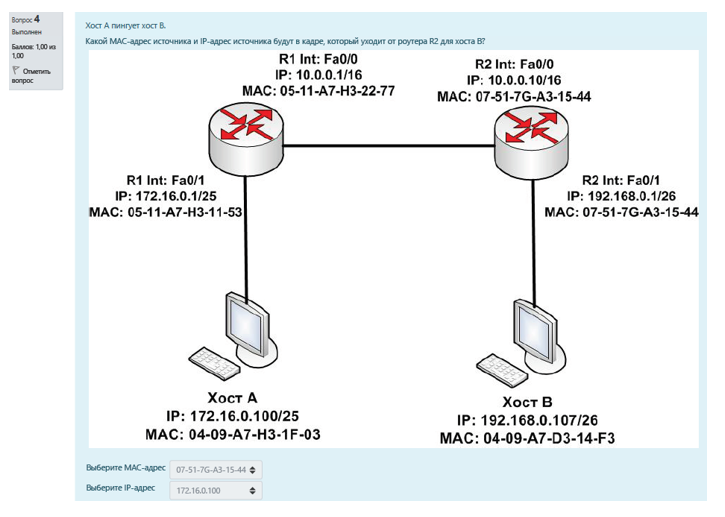 Вопрос 4
Выполнен
Баллов: 1,00 из
1,00
Отметить
вопрос
Хост А пингует хост В.
Какой MAC-адрес источника и IP-адрес источника будут в кадре, который уходит от роутера R2 для хоста В?
R1 Int: Fa0/0
IP: 10.0.0.1/16
MAC: 05-11-A7-H3-22-77
R2 Int: Fa0/0
IP: 10.0.0.10/16
MAC: 07-51-7G-A3-15-44
R1 Int: Fa0/1
IP: 172.16.0.1/25
MAC: 05-11-A7-H3-11-53
R2 Int: Fa0/1
IP: 192.168.0.1/26
MAC: 07-51-7G-A3-15-44
Хост А
IP: 172.16.0.100/25
MAC: 04-09-A7-H3-1F-03
Хост В
IP: 192.168.0.107/26
MAC: 04-09-A7-D3-14-F3
Выберите MAC-адрес 07-51-7G-A3-15-44
Выберите IP-адрес 172.16.0.100